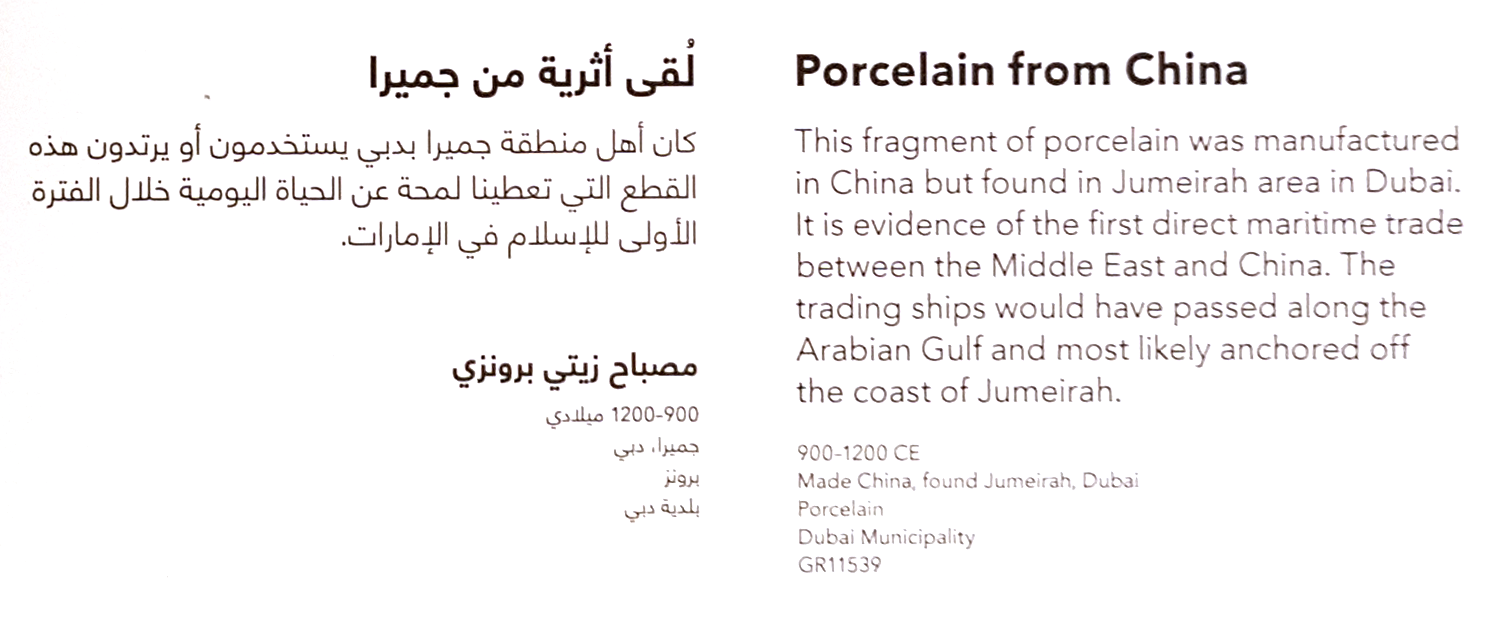 لُقى أثرية من جميرا
كان أهل منطقة جميرا بدبي يستخدمون أو يرتدون هذه
القطع التي تعطينا لمحة عن الحياة اليومية خلال الفترة
الأولى للإسلام في الإمارات.
مصباح زيتي برونزي
900-1200 ميلادي
جميرا، دبي
برونز
بلدية دبي
Porcelain from China
This fragment of porcelain was manufactured
in China but found in Jumeirah area in Dubai.
It is evidence of the first direct maritime trade
between the Middle East and China. The
trading ships would have passed along the
Arabian Gulf and most likely anchored off
the coast of Jumeirah.
900-1200 CE
Made China, found Jumeirah, Dubai
Porcelain
Dubai Municipality
GR11539